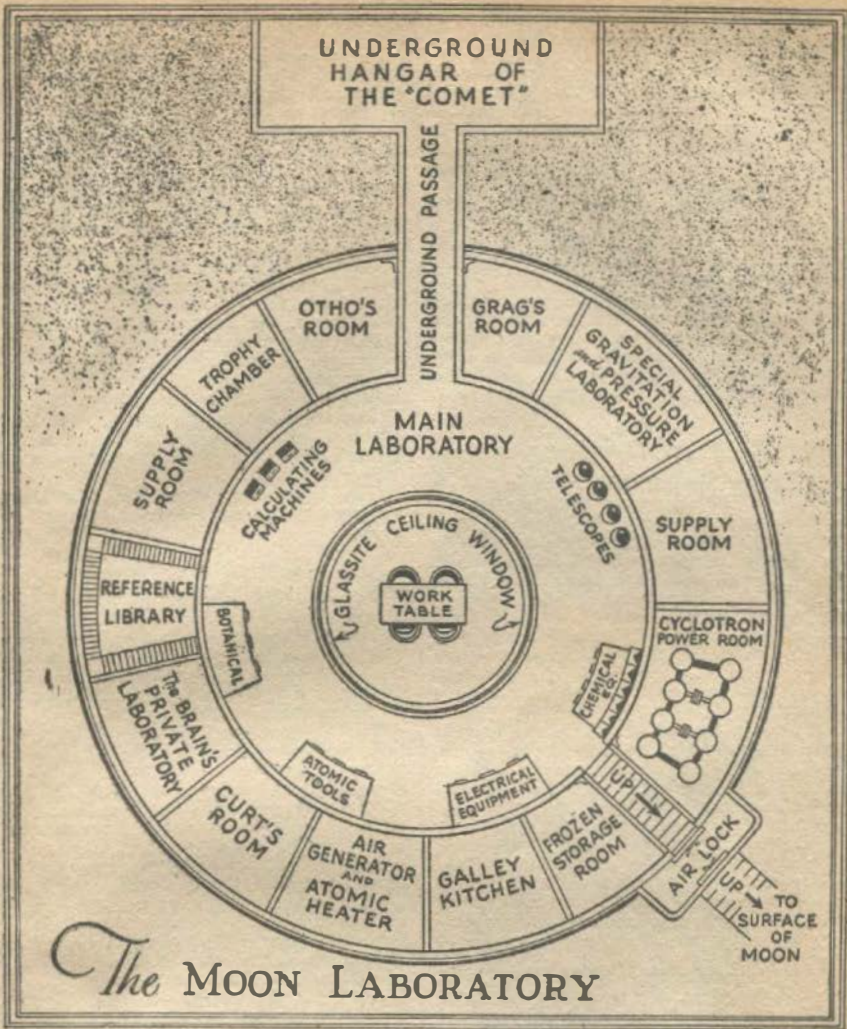 UNDERGROUND
HANGAR OF
THE "COMET"
UNDERGROUND PASSAGE
OTHO'S
ROOM
GRAG'S
ROOM
TROPHY
CHAMBER
SPECIAL
GRAVITATION
and PRESSURE
LABORATORY
MAIN
LABORATORY
SUPPLY
ROOM
CALCULATING
MACHINES
TELESCOPES
SUPPLY
ROOM
GLASSITE CEILING WINDOW
WORK
TABLE
REFERENCE
LIBRARY
BOTANICAL
CYCLOTRON
POWER ROOM
CHEMICAL
EQ.
The BRAIN'S
PRIVATE
LABORATORY
ATOMIC
TOOLS
ELECTRICAL
EQUIPMENT
UP
CURT'S
ROOM
AIR
GENERATOR
AND
ATOMIC
HEATER
GALLEY
KITCHEN
FROZEN
STORAGE
ROOM
AIR LOCK
UP
TO
SURFACE
OF
MOON
The MOON LABORATORY